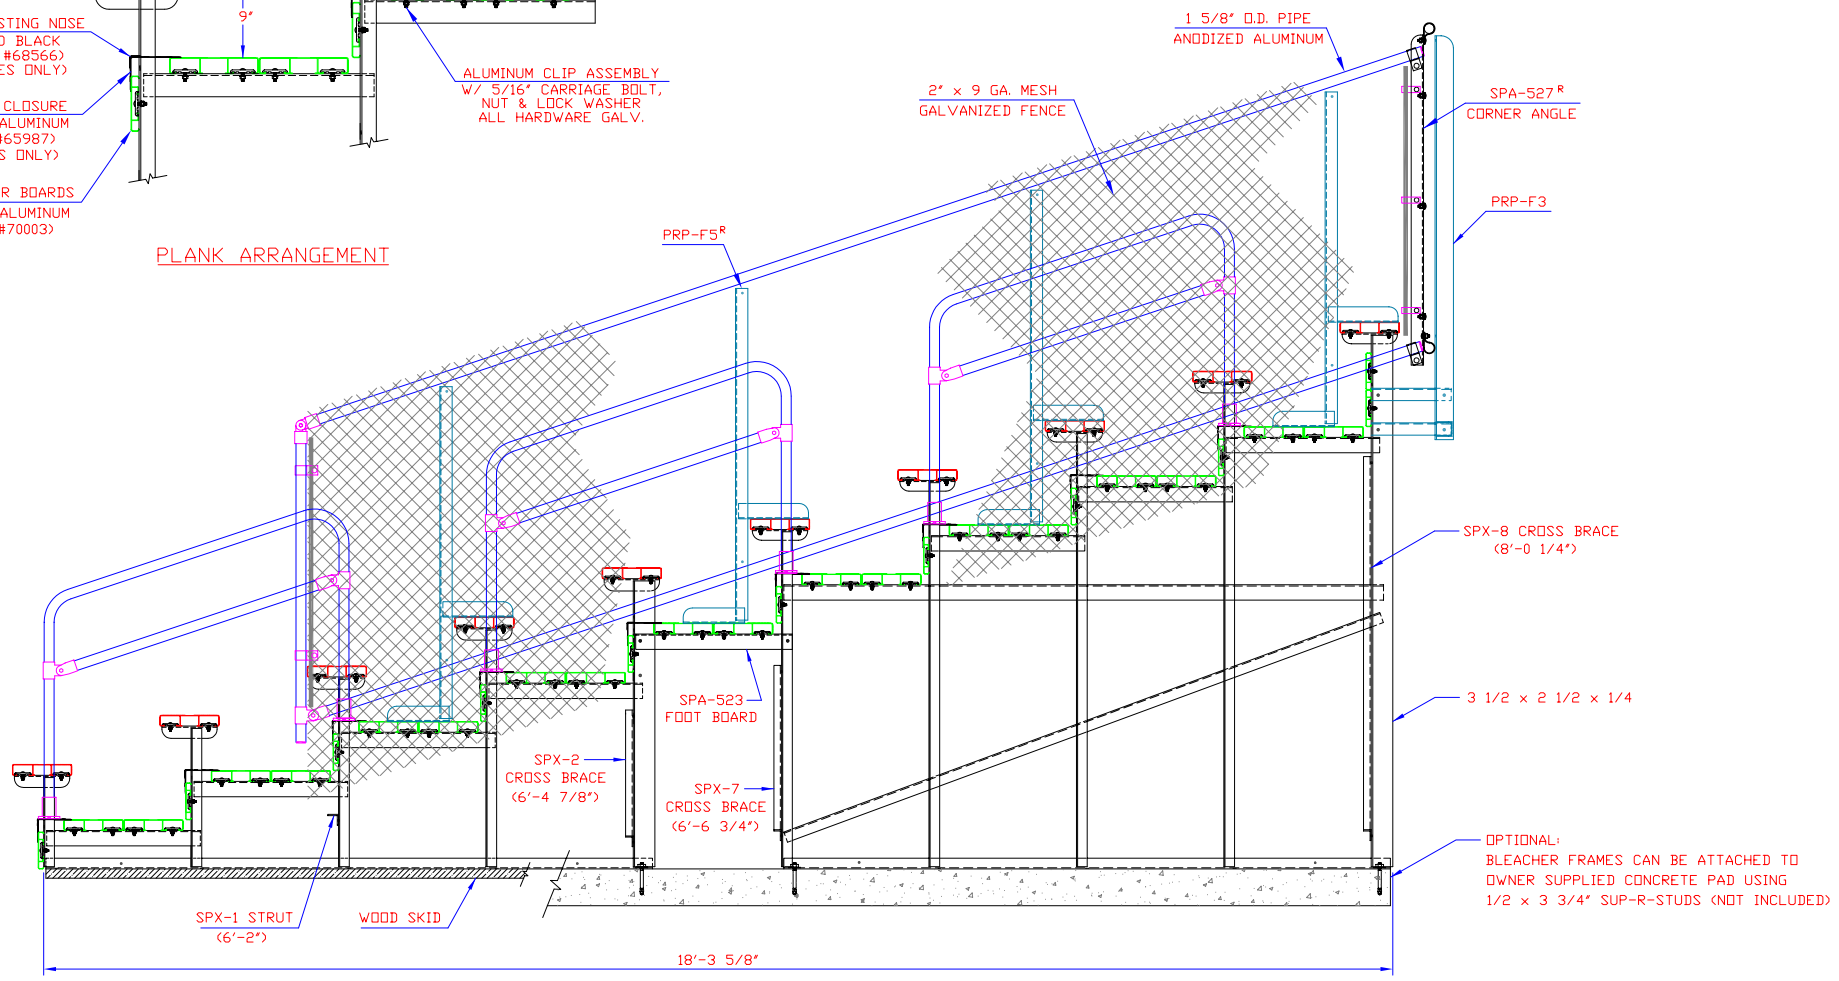 STING NOSE
D BLACK
#68566)
ES ONLY)
CLOSURE
ALUMINUM
#65987)
S ONLY)
R BOARDS
ALUMINUM
#70003)
9"
ALUMINUM CLIP ASSEMBLY
W/ 5/16" CARRIAGE BOLT,
NUT & LOCK WASHER
ALL HARDWARE GALV.
PLANK ARRANGEMENT
1 5/8" O.D. PIPE
ANODIZED ALUMINUM
2" x 9 GA. MESH
GALVANIZED FENCE
SPA-527 R
CORNER ANGLE
PRP-F3
PRP-F5 R
SPX-8 CROSS BRACE
(8'-0 1/4")
SPA-523
FOOT BOARD
3 1/2 x 2 1/2 x 1/4
SPX-2
CROSS BRACE
(6'-4 7/8")
SPX-7
CROSS BRACE
(6'-6 3/4")
OPTIONAL:
BLEACHER FRAMES CAN BE ATTACHED TO
OWNER SUPPLIED CONCRETE PAD USING
1/2 x 3 3/4" SUP-R-STUDS (NOT INCLUDED)
SPX-1 STRUT
(6'-2")
WOOD SKID
18'-3 5/8"